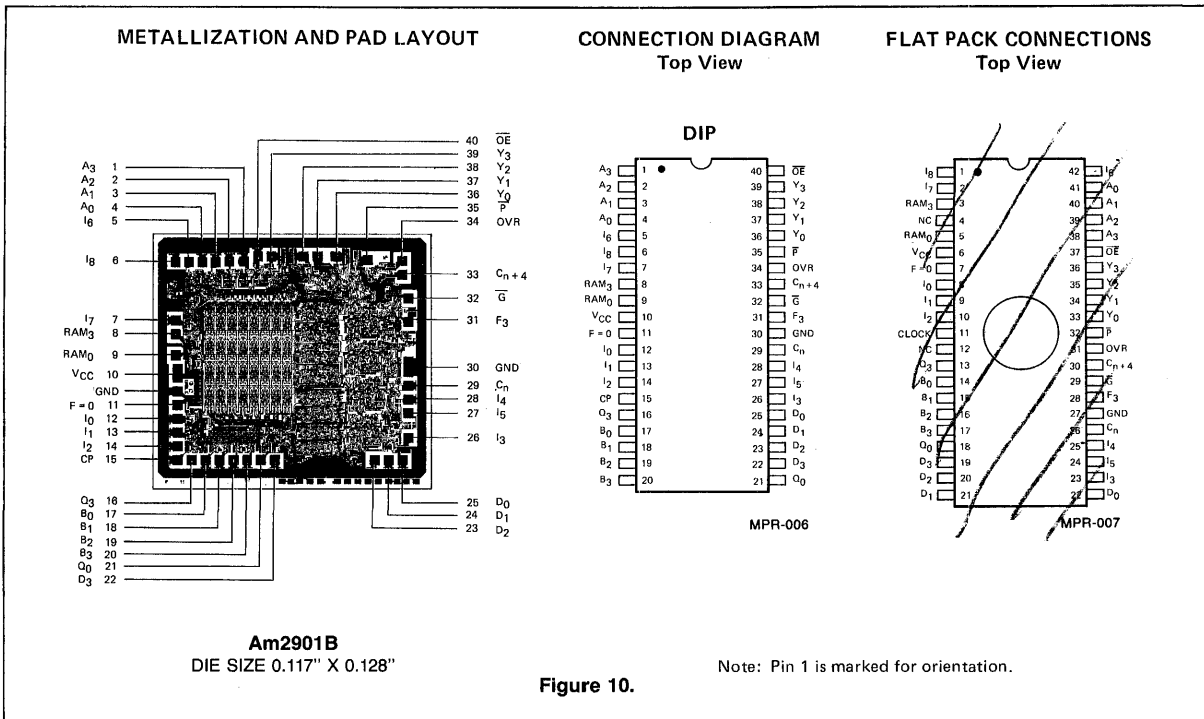 METALLIZATION AND PAD LAYOUT
A3 1
A2 2
A1 3
A0 4
I6 5
I8 6
I7 7
RAM3 8
RAM0 9
VCC 10
GND
F = 0 11
I0 12
I1 13
I2 14
CP 15
Q3 16
B0 17
B1 18
B2 19
B3 20
Q0 21
D3 22
40 O̅E̅
39 Y3
38 Y2
37 Y1
36 Y0
35 P̅
34 OVR
33 Cn + 4
32 G̅
31 F3
30 GND
29 Cn
28 I4
27 I5
26 I3
25 D0
24 D1
23 D2
Am2901B
DIE SIZE 0.117" X 0.128"
CONNECTION DIAGRAM
Top View
DIP
A3 1 40 O̅E̅
A2 2 39 Y3
A1 3 38 Y2
A0 4 37 Y1
I6 5 36 Y0
I8 6 35 P̅
I7 7 34 OVR
RAM3 8 33 Cn + 4
RAM0 9 32 G̅
VCC 10 31 F3
F = 0 11 30 GND
I0 12 29 Cn
I1 13 28 I4
I2 14 27 I5
CP 15 26 I3
Q3 16 25 D0
B0 17 24 D1
B1 18 23 D2
B2 19 22 D3
B3 20 21 Q0
MPR-006
FLAT PACK CONNECTIONS
Top View
I8 1 42 I6
I7 2 41 A0
RAM3 3 40 A1
NC 4 39 A2
RAM0 5 38 A3
VCC 6 37 O̅E̅
F = 0 7 36 Y3
I0 8 35 Y2
I1 9 34 Y1
I2 10 33 Y0
CLOCK 11 32 P̅
NC 12 31 OVR
Q3 13 30 Cn + 4
B0 14 29 G̅
B1 15 28 F3
B2 16 27 GND
B3 17 26 Cn
Q0 18 25 I4
D3 19 24 I5
D2 20 23 I3
D1 21 22 D0
MPR-007
Note: Pin 1 is marked for orientation.
Figure 10.